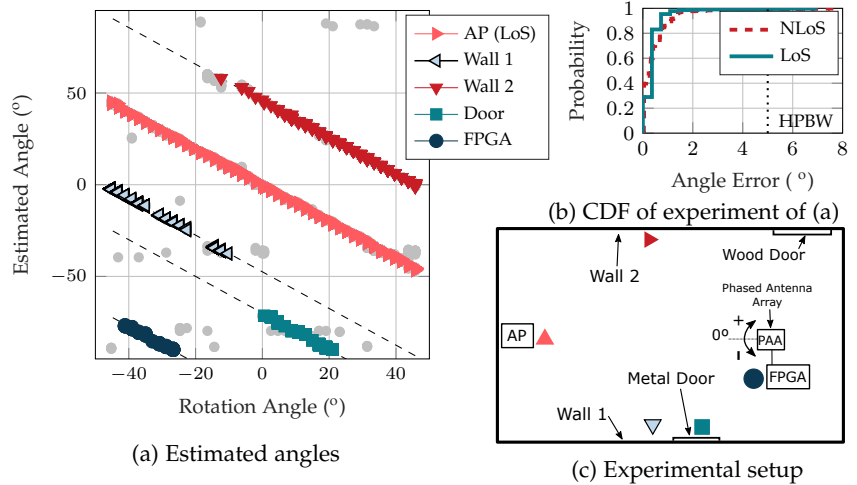 AP (LoS)
Wall 1
Wall 2
Door
FPGA
50
0
−50
−40
−20
0
20
40
Estimated Angle (º)
Rotation Angle (º)
(a) Estimated angles
1
0.8
0.6
0.4
0.2
0
0
2
4
6
8
Probability
NLoS
LoS
HPBW
Angle Error ( º)
(b) CDF of experiment of (a)
Wall 2
Wood Door
Phased Antenna
Array
AP
0º
+
−
PAA
FPGA
Metal Door
Wall 1
(c) Experimental setup